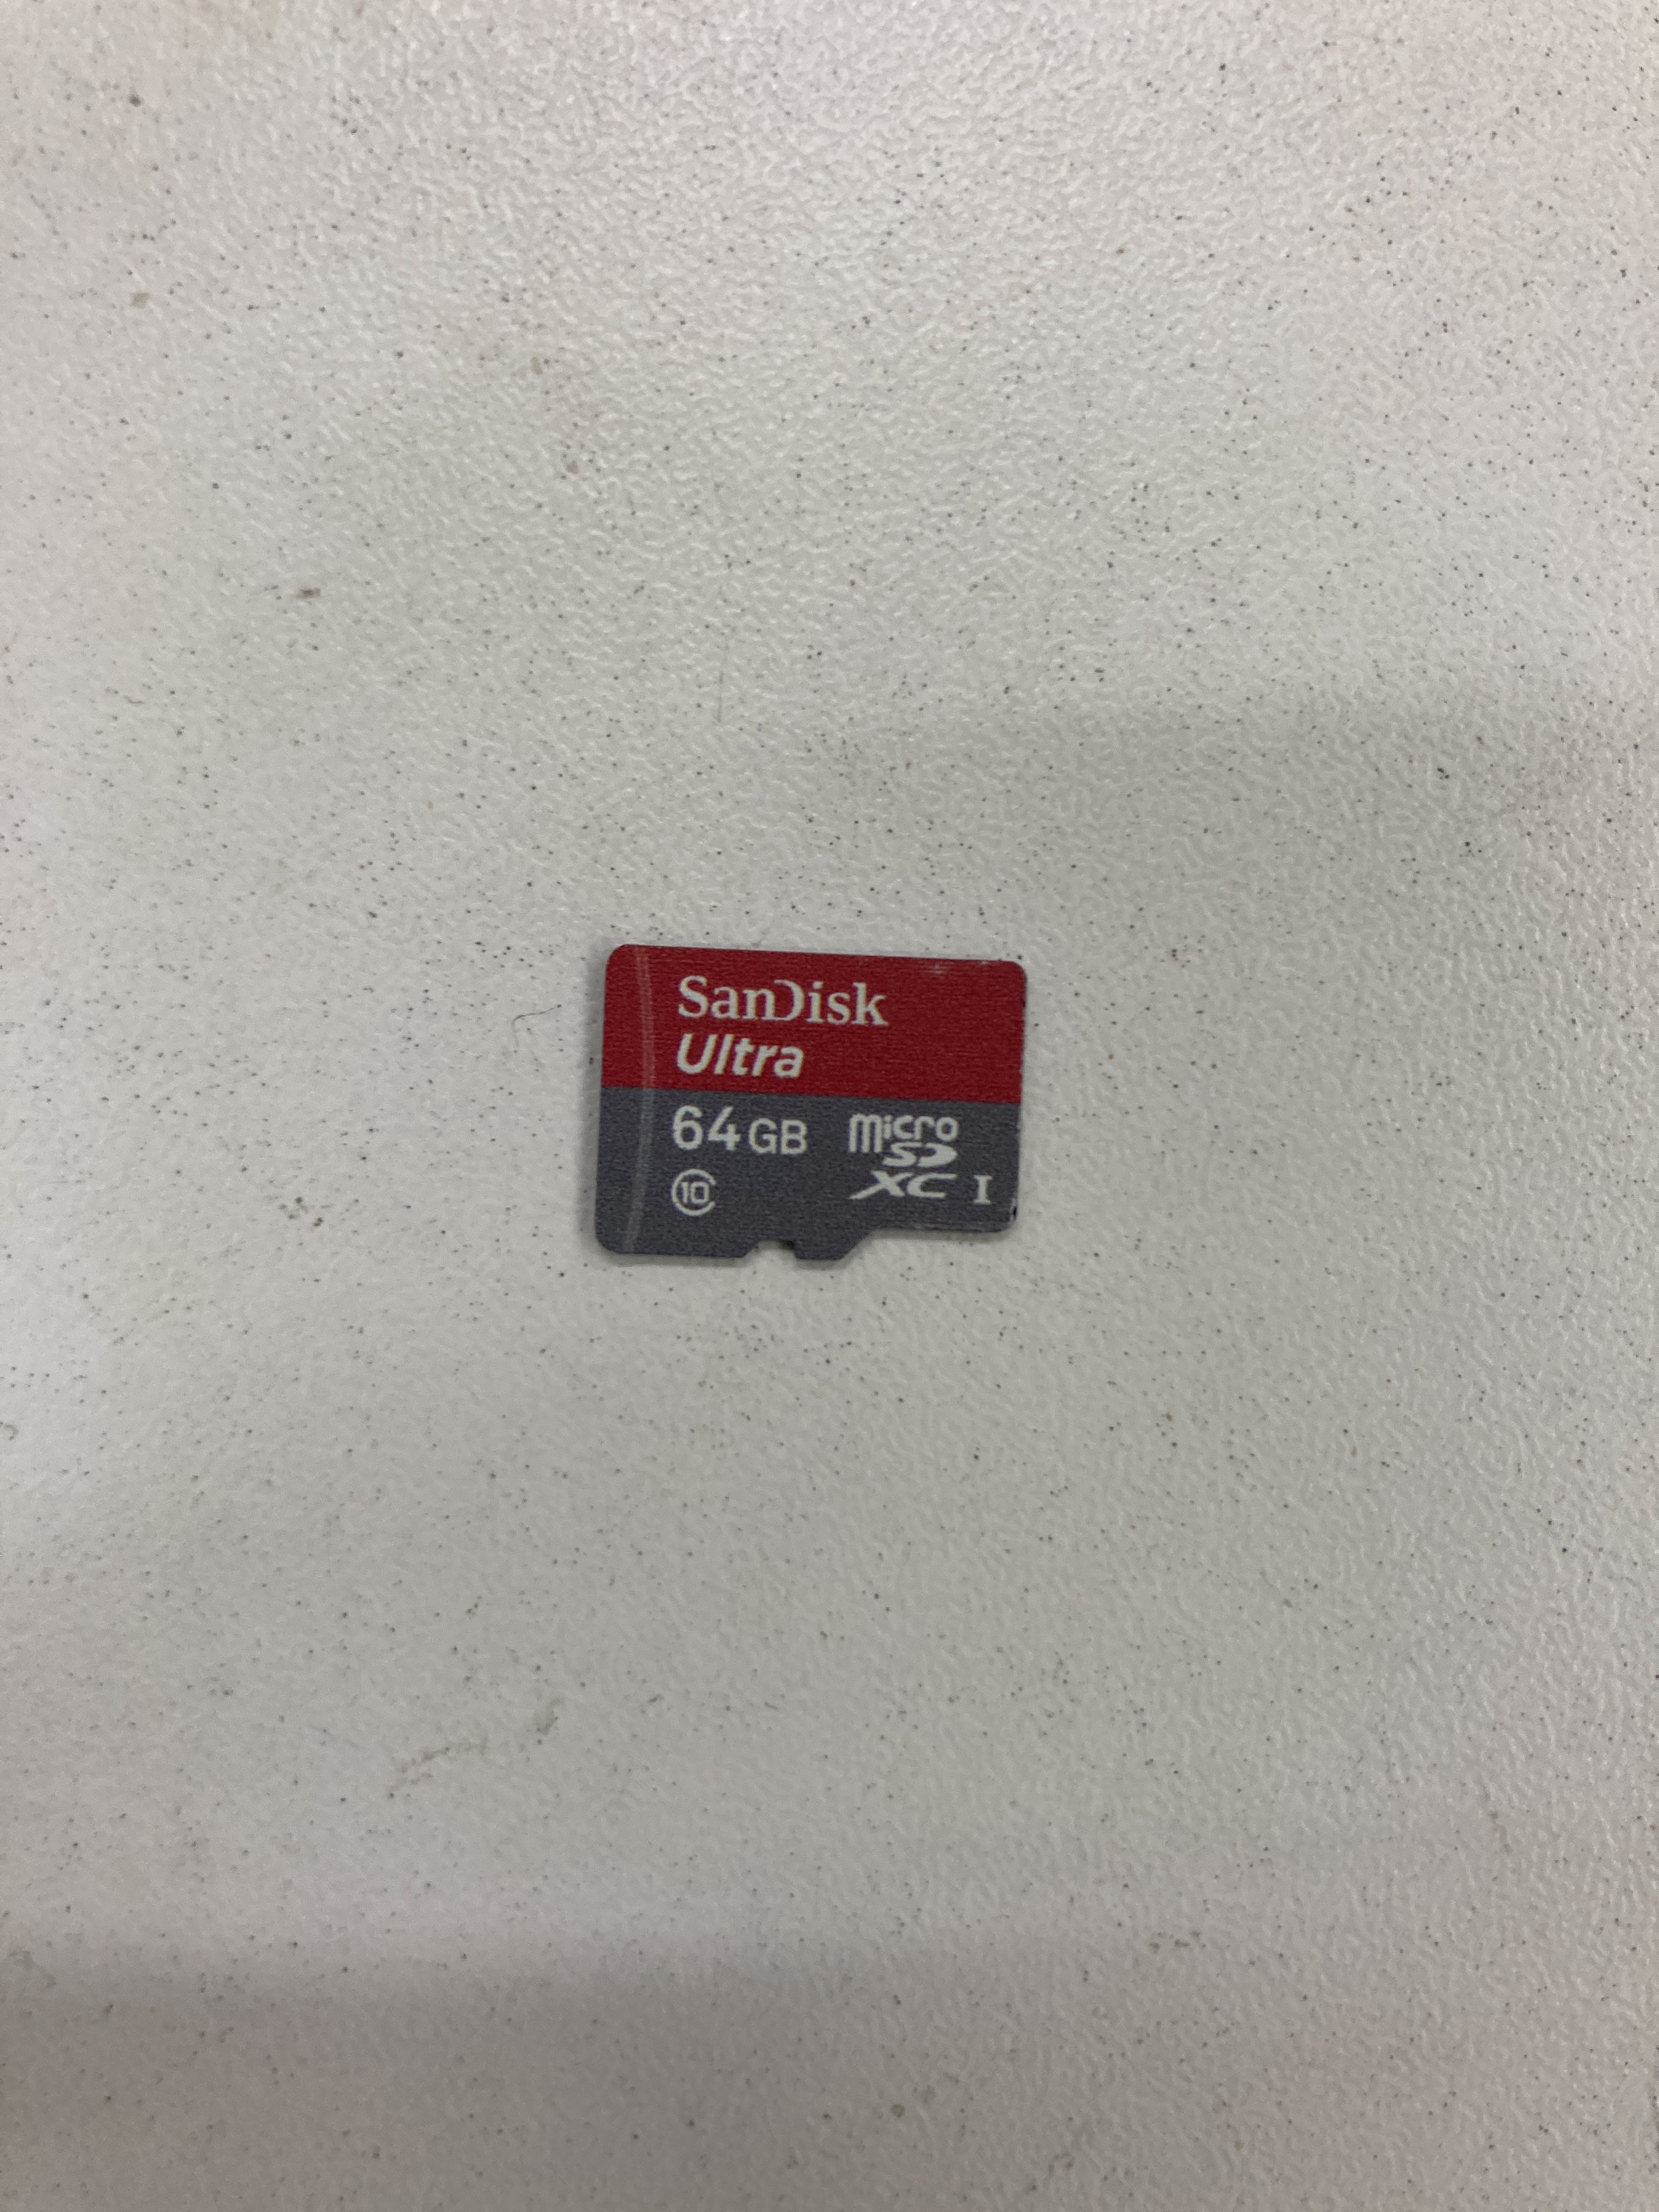 SanDisk
Ultra
64GB
micro
SD
XC I
10